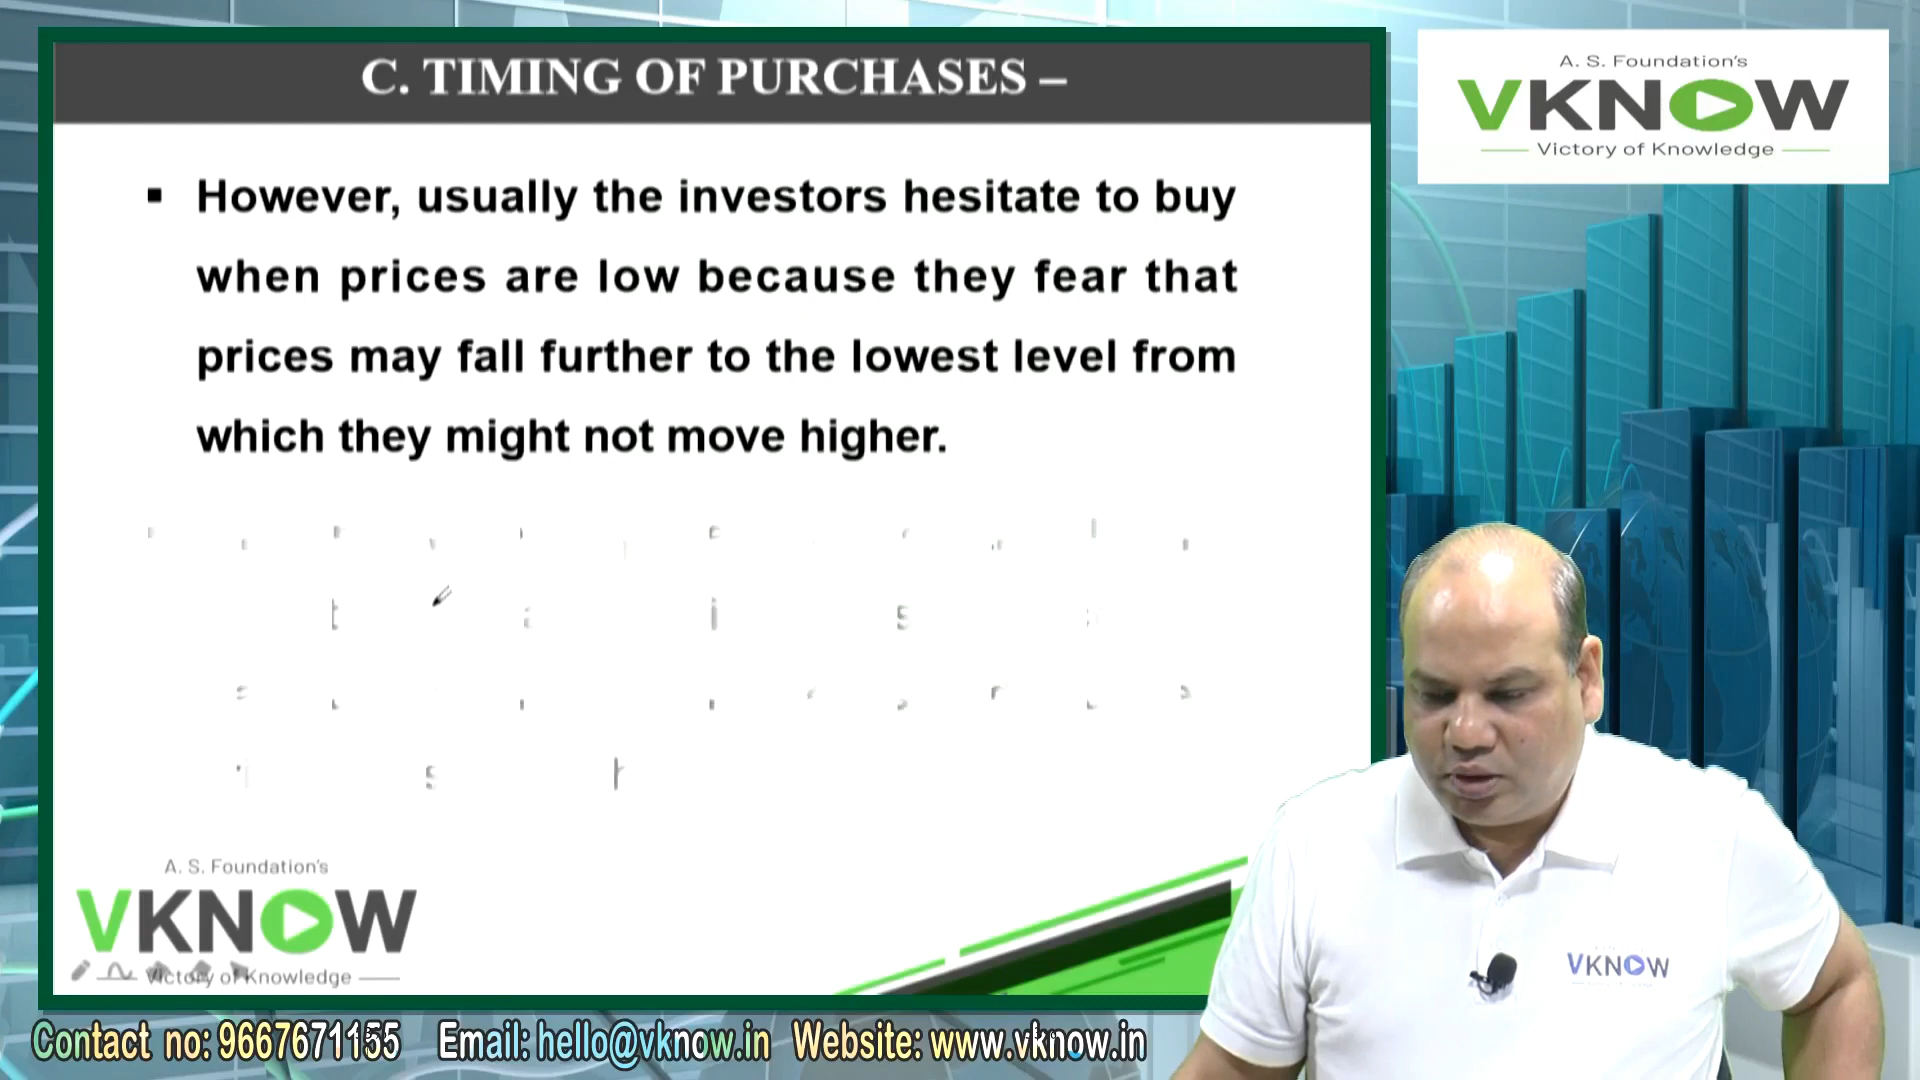 C. TIMING OF PURCHASES –
▪ However, usually the investors hesitate to buy
when prices are low because they fear that
prices may fall further to the lowest level from
which they might not move higher.
A. S. Foundation's
VKNOW
Victory of Knowledge
A. S. Foundation's
VKNOW
Victory of Knowledge
VKNOW
Contact no: 9667671155 Email: hello@vknow.in Website: www.vknow.in